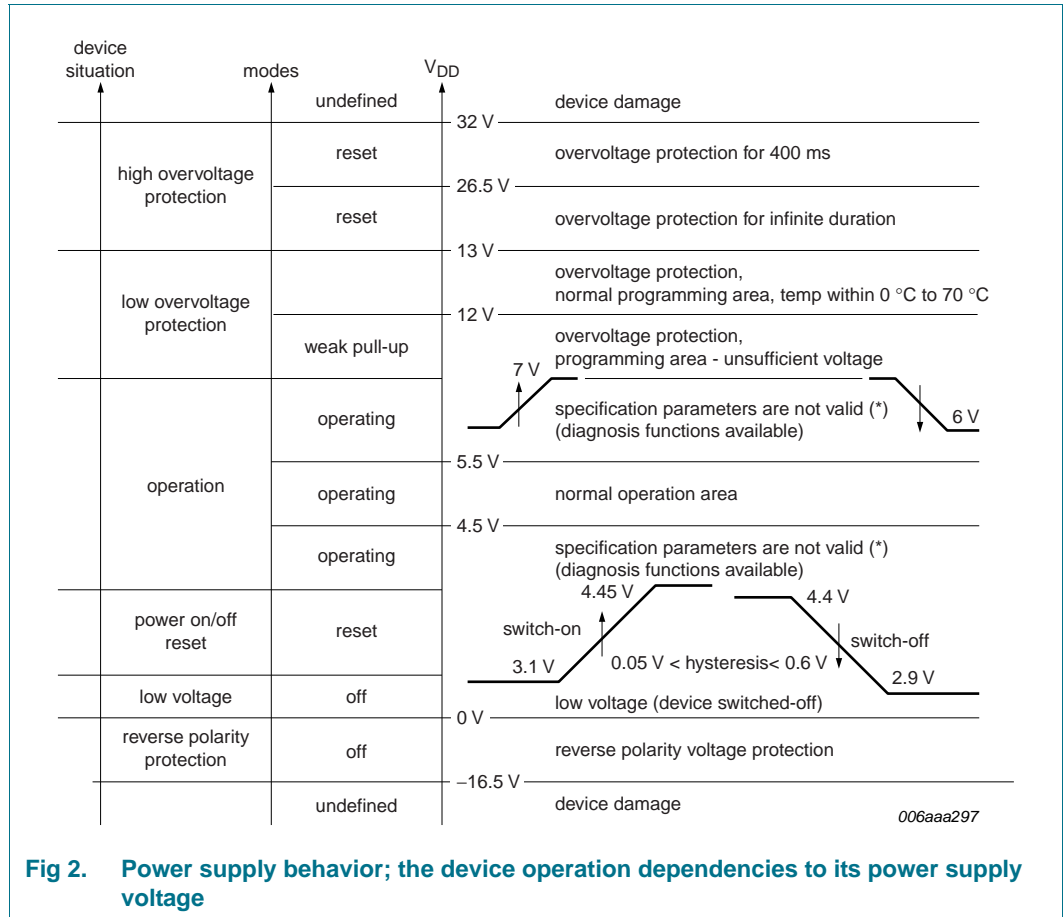 device
situation
modes
VDD
undefined
device damage
32 V
reset
overvoltage protection for 400 ms
high overvoltage
protection
26.5 V
reset
overvoltage protection for infinite duration
13 V
overvoltage protection,
normal programming area, temp within 0 °C to 70 °C
low overvoltage
protection
12 V
weak pull-up
overvoltage protection,
programming area - unsufficient voltage
7 V
operating
specification parameters are not valid (*)
(diagnosis functions available)
6 V
5.5 V
operation
operating
normal operation area
4.5 V
operating
specification parameters are not valid (*)
(diagnosis functions available)
4.45 V
4.4 V
power on/off
reset
reset
switch-on
switch-off
3.1 V
0.05 V < hysteresis< 0.6 V
2.9 V
low voltage
off
low voltage (device switched-off)
0 V
reverse polarity
protection
off
reverse polarity voltage protection
−16.5 V
undefined
device damage
006aaa297
Fig 2. Power supply behavior; the device operation dependencies to its power supply
voltage